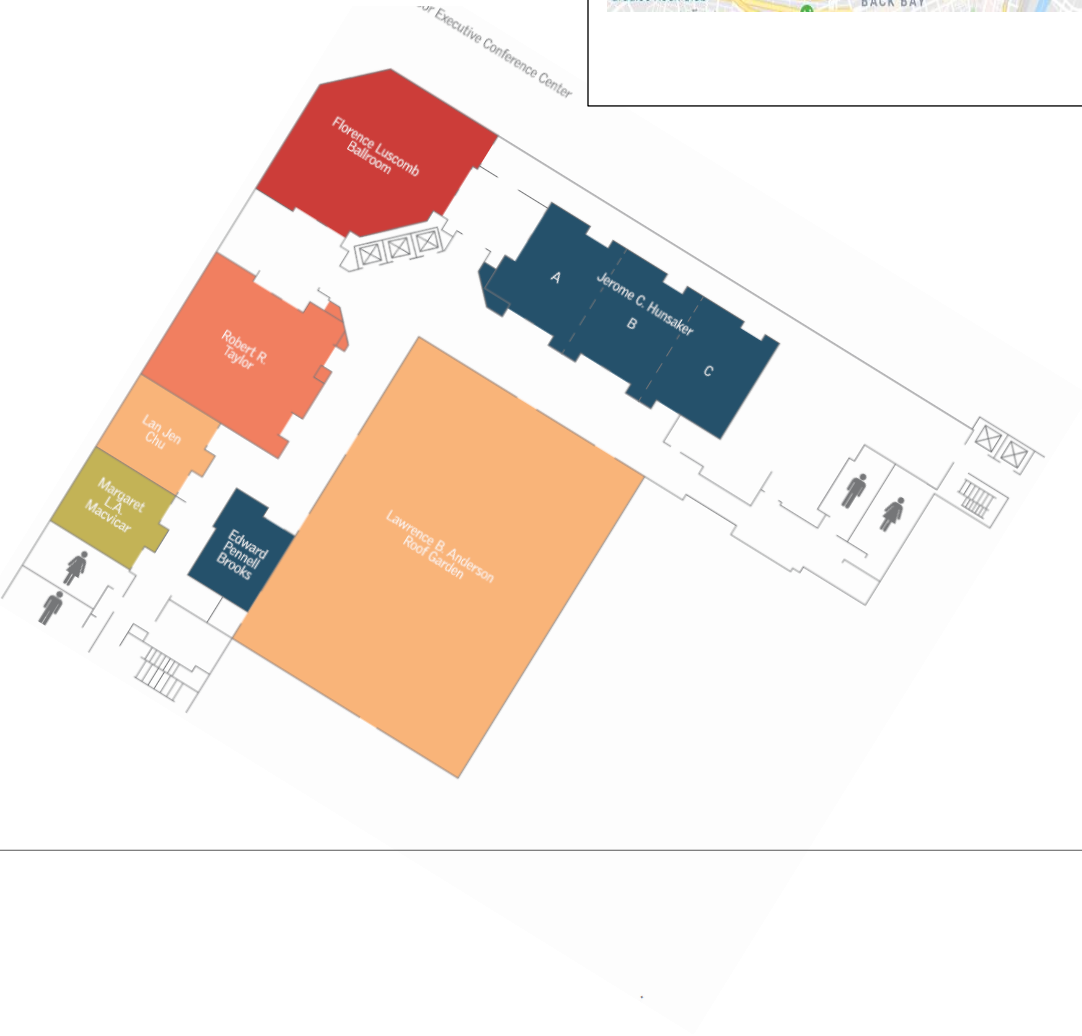 BACK BAY
or Executive Conference Center
Florence Luscomb
Ballroom
A
Jerome C. Hunsaker
B
C
Robert R.
Taylor
Lan Jen
Chu
Margaret
L.A.
Macvicar
Edward
Pennell
Brooks
Lawrence B. Anderson
Roof Garden